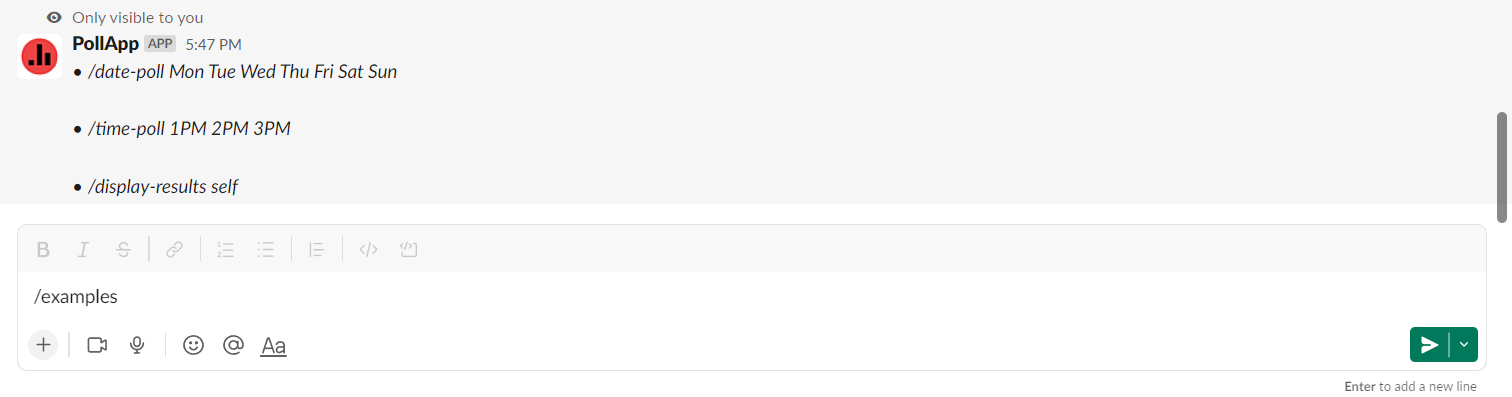 Only visible to you
PollApp APP 5:47 PM
• /date-poll Mon Tue Wed Thu Fri Sat Sun
• /time-poll 1PM 2PM 3PM
• /display-results self
/examples
Aa
Enter to add a new line